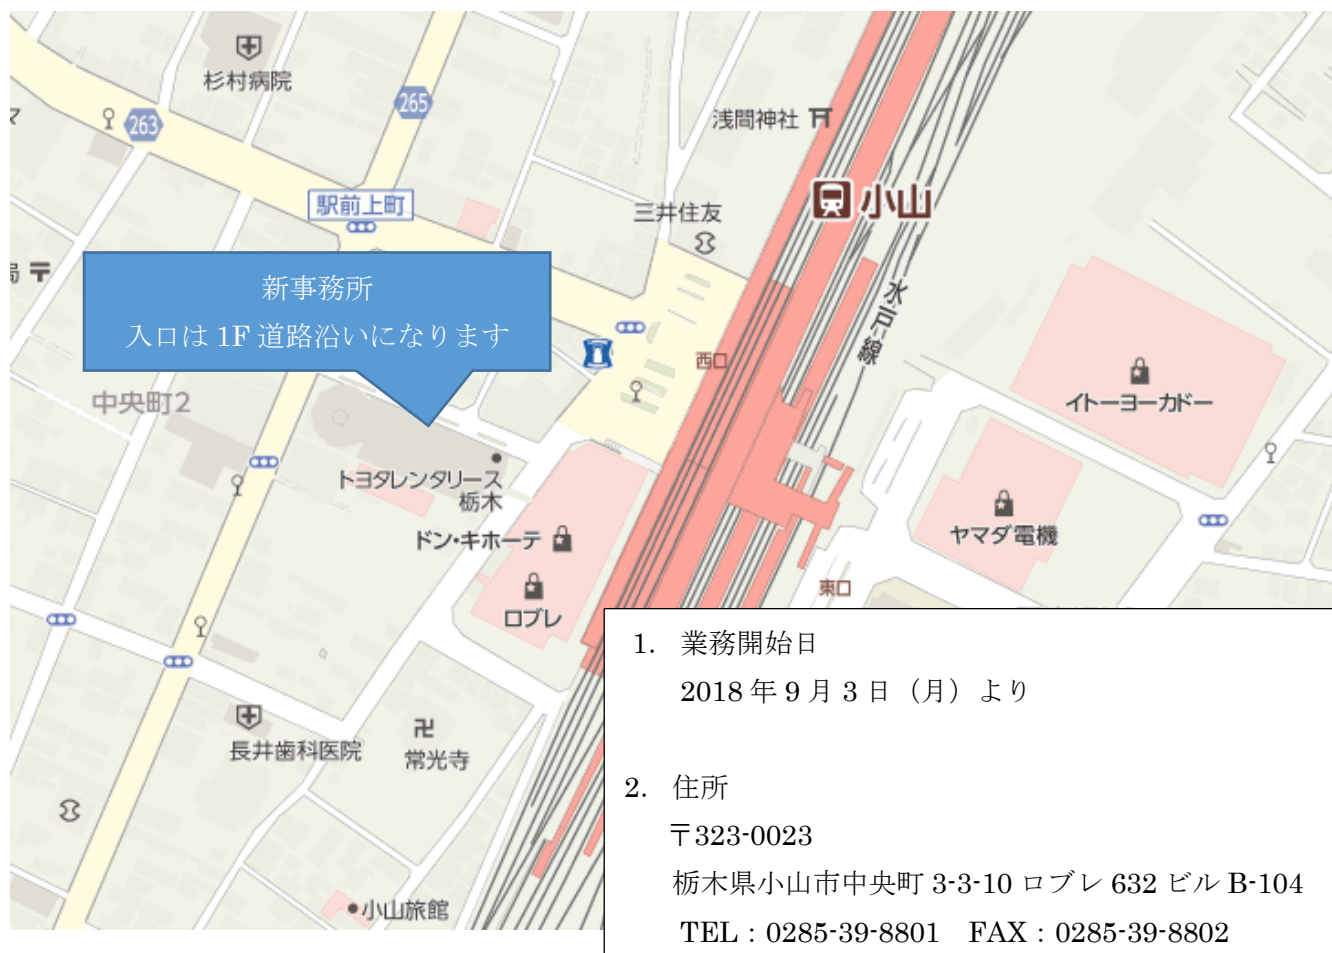 杉村病院
263
265
浅間神社
駅前上町
三井住友
小山
新事務所
入口は 1F 道路沿いになります
水戸線
西口
中央町2
イトーヨーカドー
トヨタレンタリース
栃木
ドン・キホーテ
ヤマダ電機
ロブレ
東口
長井歯科医院
卍
常光寺
小山旅館
1. 業務開始日
2018 年 9 月 3 日（月）より
2. 住所
〒323-0023
栃木県小山市中央町 3-3-10 ロブレ 632 ビル B-104
TEL：0285-39-8801 FAX：0285-39-8802